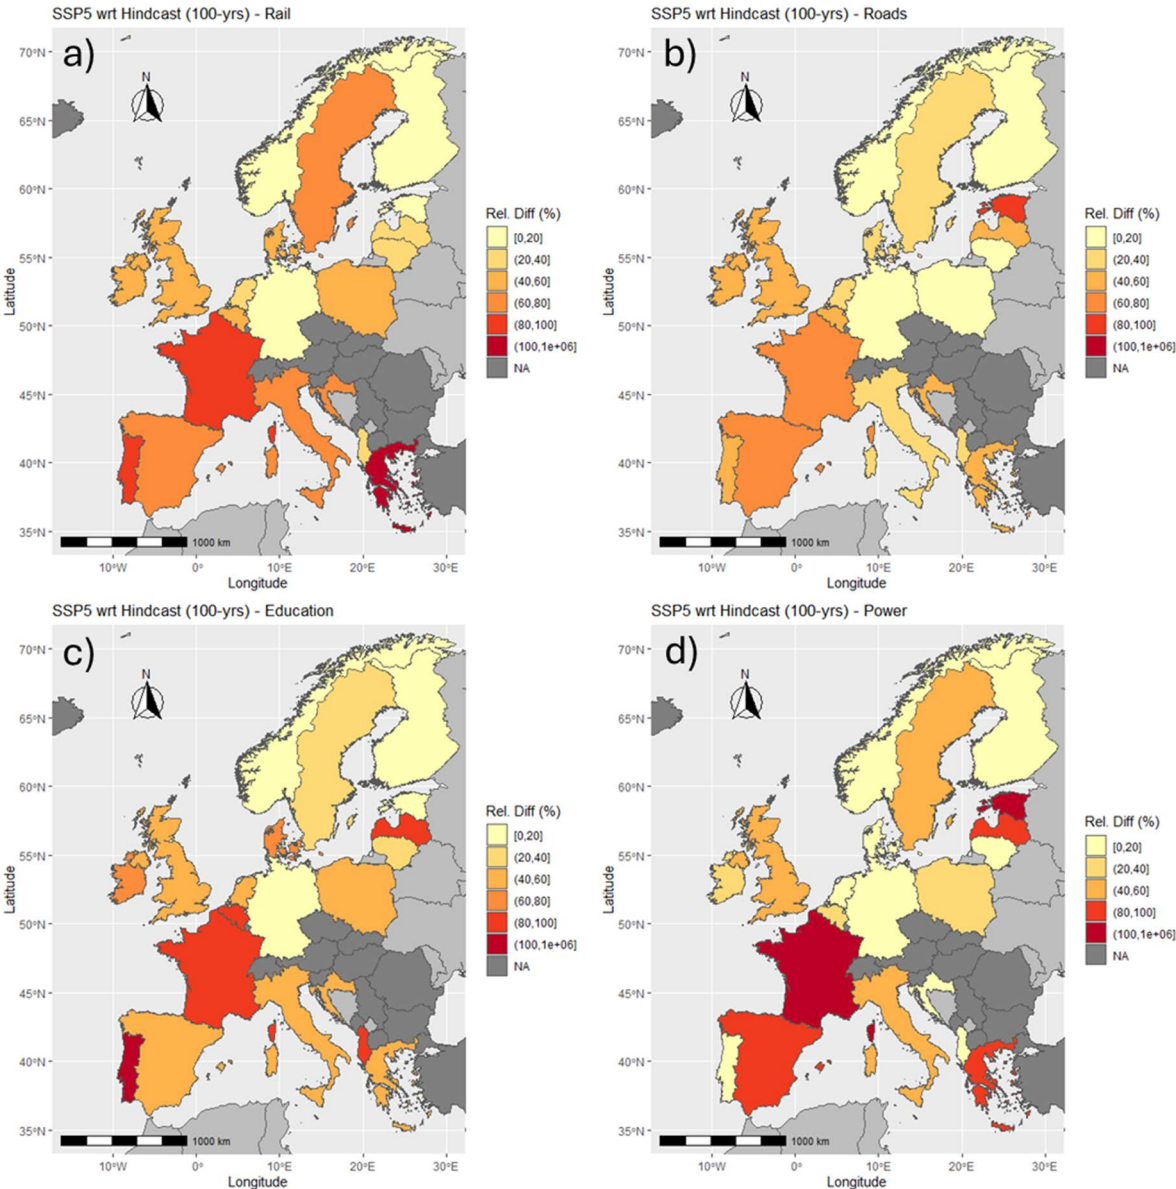 SSP5 wrt Hindcast (100-yrs) - Rail
a)
N
70°N
65°N
60°N
55°N
50°N
45°N
40°N
35°N
Latitude
1000 km
10°W 0° 10°E 20°E 30°E
Longitude
Rel. Diff (%)
[0,20]
(20,40]
(40,60]
(60,80]
(80,100]
(100,1e+06]
NA
SSP5 wrt Hindcast (100-yrs) - Roads
b)
N
70°N
65°N
60°N
55°N
50°N
45°N
40°N
35°N
Latitude
1000 km
10°W 0° 10°E 20°E 30°E
Longitude
Rel. Diff (%)
[0,20]
(20,40]
(40,60]
(60,80]
(80,100]
(100,1e+06]
NA
SSP5 wrt Hindcast (100-yrs) - Education
c)
N
70°N
65°N
60°N
55°N
50°N
45°N
40°N
35°N
Latitude
1000 km
10°W 0° 10°E 20°E 30°E
Longitude
Rel. Diff (%)
[0,20]
(20,40]
(40,60]
(60,80]
(80,100]
(100,1e+06]
NA
SSP5 wrt Hindcast (100-yrs) - Power
d)
N
70°N
65°N
60°N
55°N
50°N
45°N
40°N
35°N
Latitude
1000 km
10°W 0° 10°E 20°E 30°E
Longitude
Rel. Diff (%)
[0,20]
(20,40]
(40,60]
(80,100]
(100,1e+06]
NA